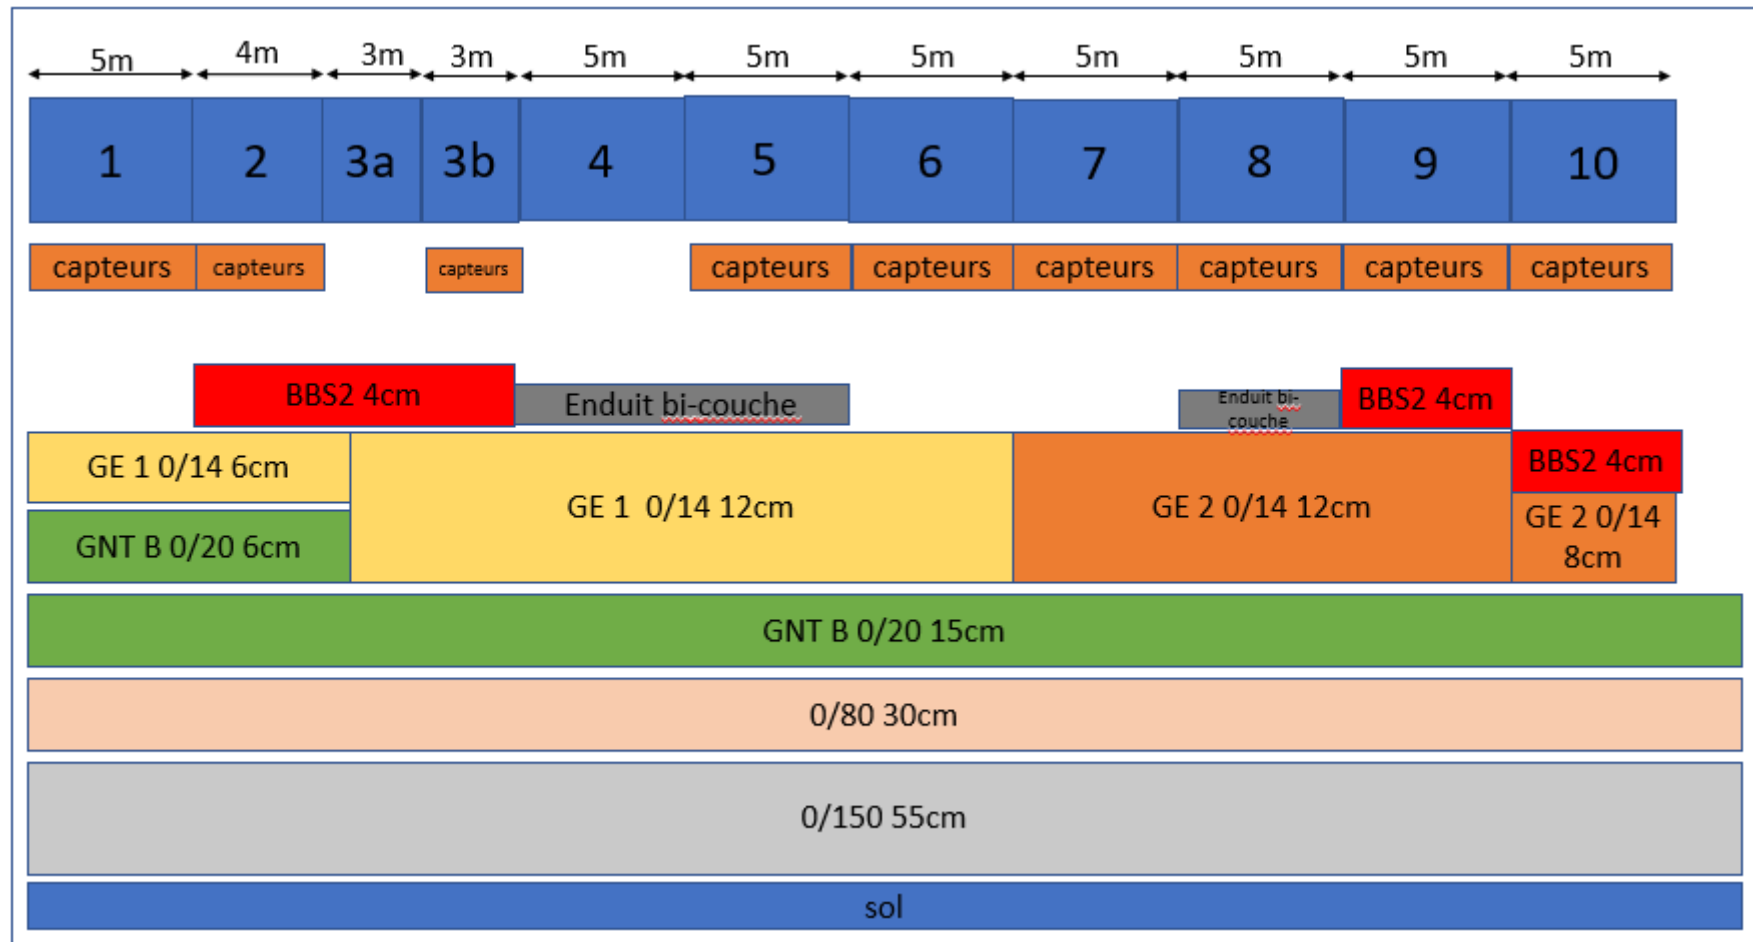 5m 4m 3m 3m 5m 5m 5m 5m 5m 5m 5m
1 2 3a 3b 4 5 6 7 8 9 10
capteurs capteurs capteurs capteurs capteurs capteurs capteurs capteurs capteurs
BBS2 4cm
Enduit bi-couche
Enduit bi-
couche
BBS2 4cm
GE 1 0/14 6cm
GNT B 0/20 6cm
GE 1 0/14 12cm
GE 2 0/14 12cm
BBS2 4cm
GE 2 0/14
8cm
GNT B 0/20 15cm
0/80 30cm
0/150 55cm
sol